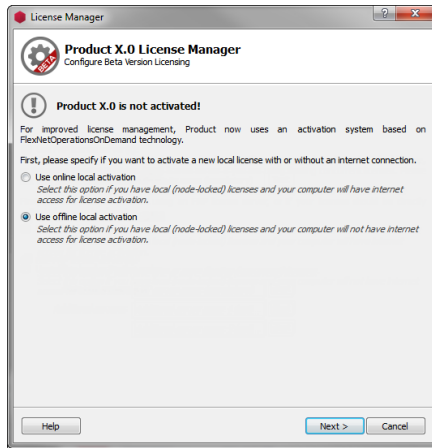 License Manager
Product X.0 License Manager
Configure Beta Version Licensing
BETA
Product X.0 is not activated!
For improved license management, Product now uses an activation system based on
FlexNetOperationsOnDemand technology.
First, please specify if you want to activate a new local license with or without an internet connection.
Use online local activation
Select this option if you have local (node-locked) licenses and your computer will have internet
access for license activation.
Use offline local activation
Select this option if you have local (node-locked) licenses and your computer will not have internet
access for license activation.
Help
Next >
Cancel